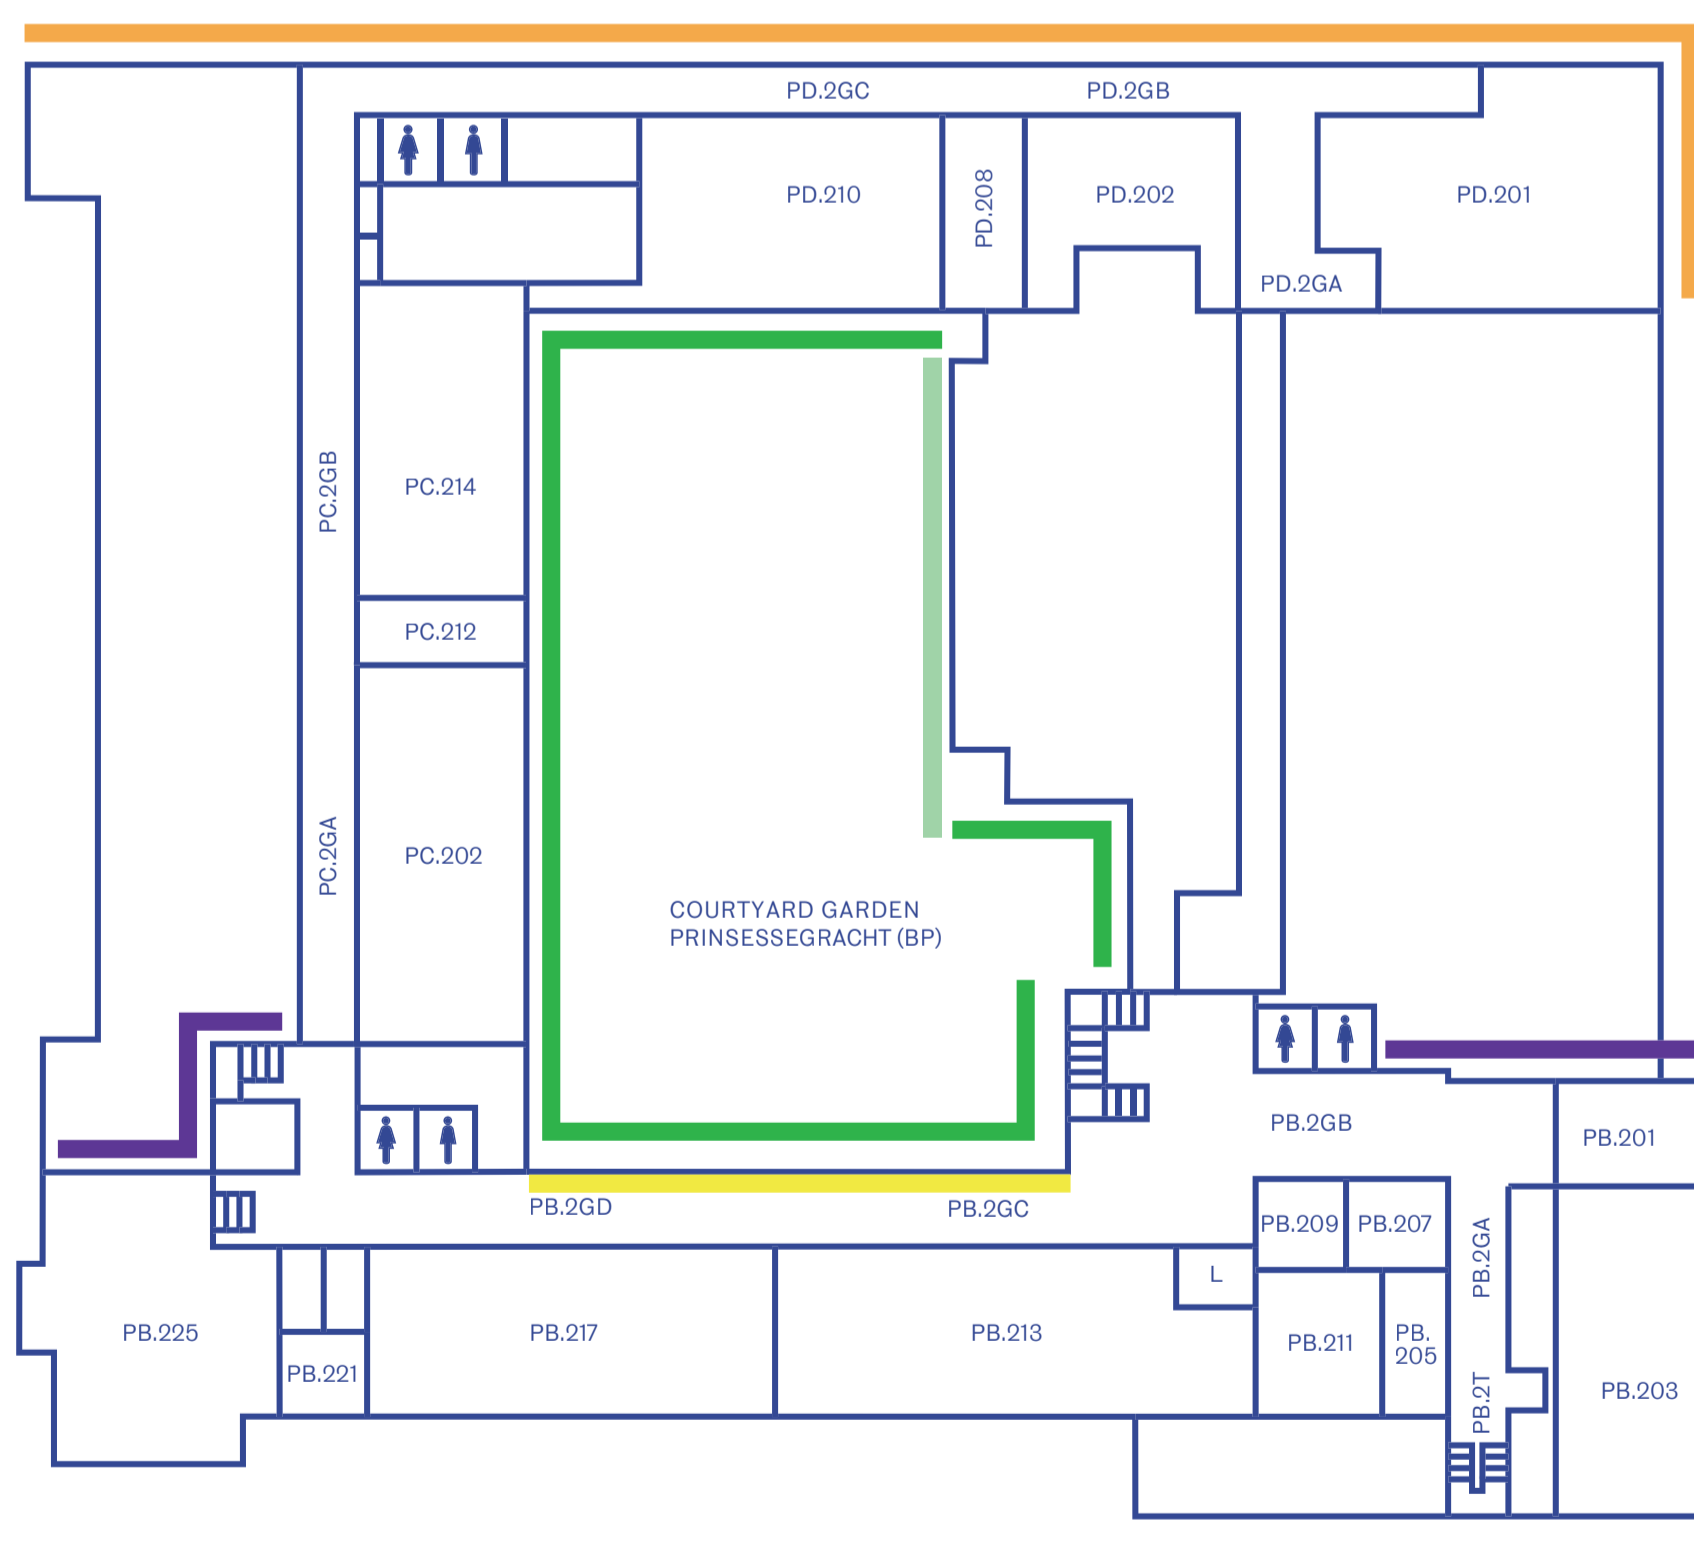 PD.2GC
PD.2GB
PD.210
PD.208
PD.202
PD.201
PD.2GA
PC.2GB
PC.214
PC.212
PC.2GA
PC.202
COURTYARD GARDEN
PRINSESSEGRACHT (BP)
PB.2GB
PB.201
PB.2GD
PB.2GC
PB.209
PB.207
PB.2GA
L
PB.225
PB.217
PB.213
PB.211
PB.
205
PB.221
PB.2T
PB.203